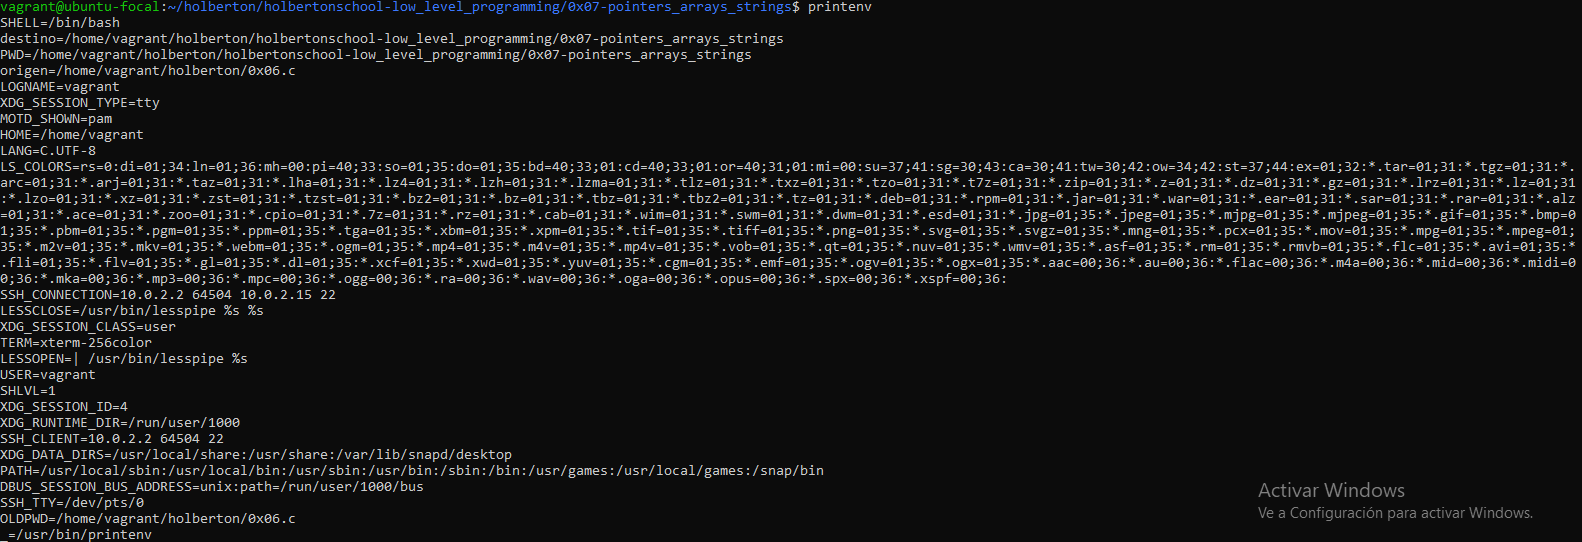 vagrant@ubuntu-focal:~/holberton/holbertonschool-low_level_programming/0x07-pointers_arrays_strings$ printenv
SHELL=/bin/bash
destino=/home/vagrant/holberton/holbertonschool-low_level_programming/0x07-pointers_arrays_strings
PWD=/home/vagrant/holberton/holbertonschool-low_level_programming/0x07-pointers_arrays_strings
origen=/home/vagrant/holberton/0x06.c
LOGNAME=vagrant
XDG_SESSION_TYPE=tty
MOTD_SHOWN=pam
HOME=/home/vagrant
LANG=C.UTF-8
LS_COLORS=rs=0:di=01;34:ln=01;36:mh=00:pi=40;33:so=01;35:do=01;35:bd=40;33;01:cd=40;33;01:or=40;31;01:mi=00:su=37;41:sg=30;43:ca=30;41:tw=30;42:ow=34;42:st=37;44:ex=01;32:*.tar=01;31:*.tgz=01;31:*.
arc=01;31:*.arj=01;31:*.taz=01;31:*.lha=01;31:*.lz4=01;31:*.lzh=01;31:*.lzma=01;31:*.tlz=01;31:*.txz=01;31:*.tzo=01;31:*.t7z=01;31:*.zip=01;31:*.z=01;31:*.dz=01;31:*.gz=01;31:*.lrz=01;31:*.lz=01;31
:*.lzo=01;31:*.xz=01;31:*.zst=01;31:*.tzst=01;31:*.bz2=01;31:*.bz=01;31:*.tbz=01;31:*.tbz2=01;31:*.tz=01;31:*.deb=01;31:*.rpm=01;31:*.jar=01;31:*.war=01;31:*.ear=01;31:*.sar=01;31:*.rar=01;31:*.alz
=01;31:*.ace=01;31:*.zoo=01;31:*.cpio=01;31:*.7z=01;31:*.rz=01;31:*.cab=01;31:*.wim=01;31:*.swm=01;31:*.dwm=01;31:*.esd=01;31:*.jpg=01;35:*.jpeg=01;35:*.mjpg=01;35:*.mjpeg=01;35:*.gif=01;35:*.bmp=0
1;35:*.pbm=01;35:*.pgm=01;35:*.ppm=01;35:*.tga=01;35:*.xbm=01;35:*.xpm=01;35:*.tif=01;35:*.tiff=01;35:*.png=01;35:*.svg=01;35:*.svgz=01;35:*.mng=01;35:*.pcx=01;35:*.mov=01;35:*.mpg=01;35:*.mpeg=01;
35:*.m2v=01;35:*.mkv=01;35:*.webm=01;35:*.ogm=01;35:*.mp4=01;35:*.m4v=01;35:*.mp4v=01;35:*.vob=01;35:*.qt=01;35:*.nuv=01;35:*.wmv=01;35:*.asf=01;35:*.rm=01;35:*.rmvb=01;35:*.flc=01;35:*.avi=01;35:*
.fli=01;35:*.flv=01;35:*.gl=01;35:*.dl=01;35:*.xcf=01;35:*.xwd=01;35:*.yuv=01;35:*.cgm=01;35:*.emf=01;35:*.ogv=01;35:*.ogx=01;35:*.aac=00;36:*.au=00;36:*.flac=00;36:*.m4a=00;36:*.mid=00;36:*.midi=0
0;36:*.mka=00;36:*.mp3=00;36:*.mpc=00;36:*.ogg=00;36:*.ra=00;36:*.wav=00;36:*.oga=00;36:*.opus=00;36:*.spx=00;36:*.xspf=00;36:
SSH_CONNECTION=10.0.2.2 64504 10.0.2.15 22
LESSCLOSE=/usr/bin/lesspipe %s %s
XDG_SESSION_CLASS=user
TERM=xterm-256color
LESSOPEN=| /usr/bin/lesspipe %s
USER=vagrant
SHLVL=1
XDG_SESSION_ID=4
XDG_RUNTIME_DIR=/run/user/1000
SSH_CLIENT=10.0.2.2 64504 22
XDG_DATA_DIRS=/usr/local/share:/usr/share:/var/lib/snapd/desktop
PATH=/usr/local/sbin:/usr/local/bin:/usr/sbin:/usr/bin:/sbin:/bin:/usr/games:/usr/local/games:/snap/bin
DBUS_SESSION_BUS_ADDRESS=unix:path=/run/user/1000/bus
SSH_TTY=/dev/pts/0
OLDPWD=/home/vagrant/holberton/0x06.c
_=/usr/bin/printenv
Activar Windows
Ve a Configuración para activar Windows.